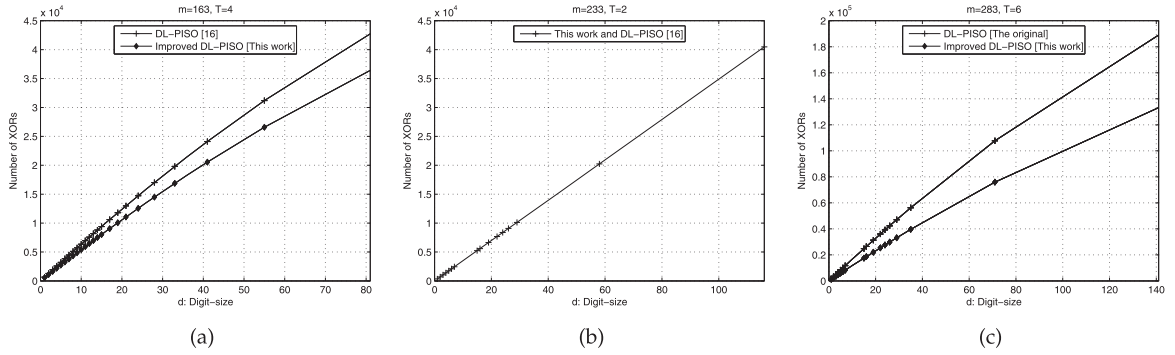 m=163, T=4
x 10^4
4.5
4
3.5
3
2.5
2
1.5
1
0.5
0
Number of XORs
DL−PISO [16]
Improved DL−PISO [This work]
0 10 20 30 40 50 60 70 80
d: Digit−size
(a)
m=233, T=2
x 10^4
4.5
4
3.5
3
2.5
2
1.5
1
0.5
0
Number of XORs
This work and DL−PISO [16]
0 20 40 60 80 100
d: Digit−size
(b)
m=283, T=6
x 10^5
2
1.8
1.6
1.4
1.2
1
0.8
0.6
0.4
0.2
0
Number of XORs
DL−PISO [The original]
Improved DL−PISO [This work]
0 20 40 60 80 100 120 140
d: Digit−size
(c)